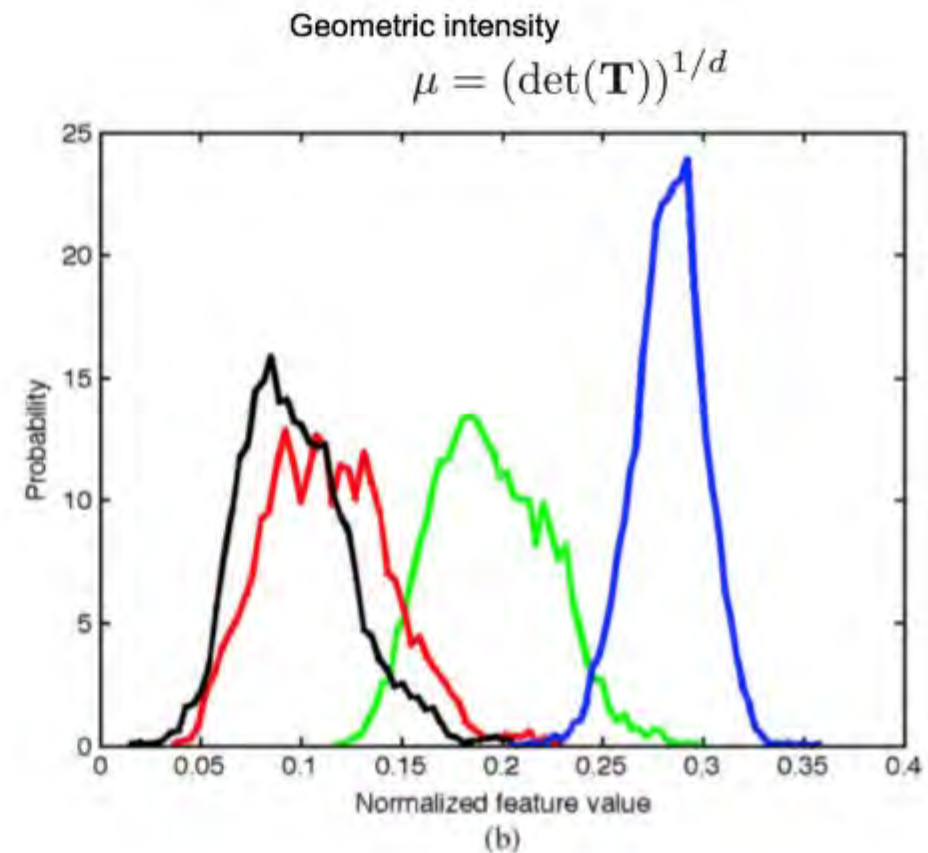 Geometric intensity
μ = (det(T))^{1/d}
25
20
15
10
5
0
Probability
0 0.05 0.1 0.15 0.2 0.25 0.3 0.35 0.4
Normalized feature value
(b)